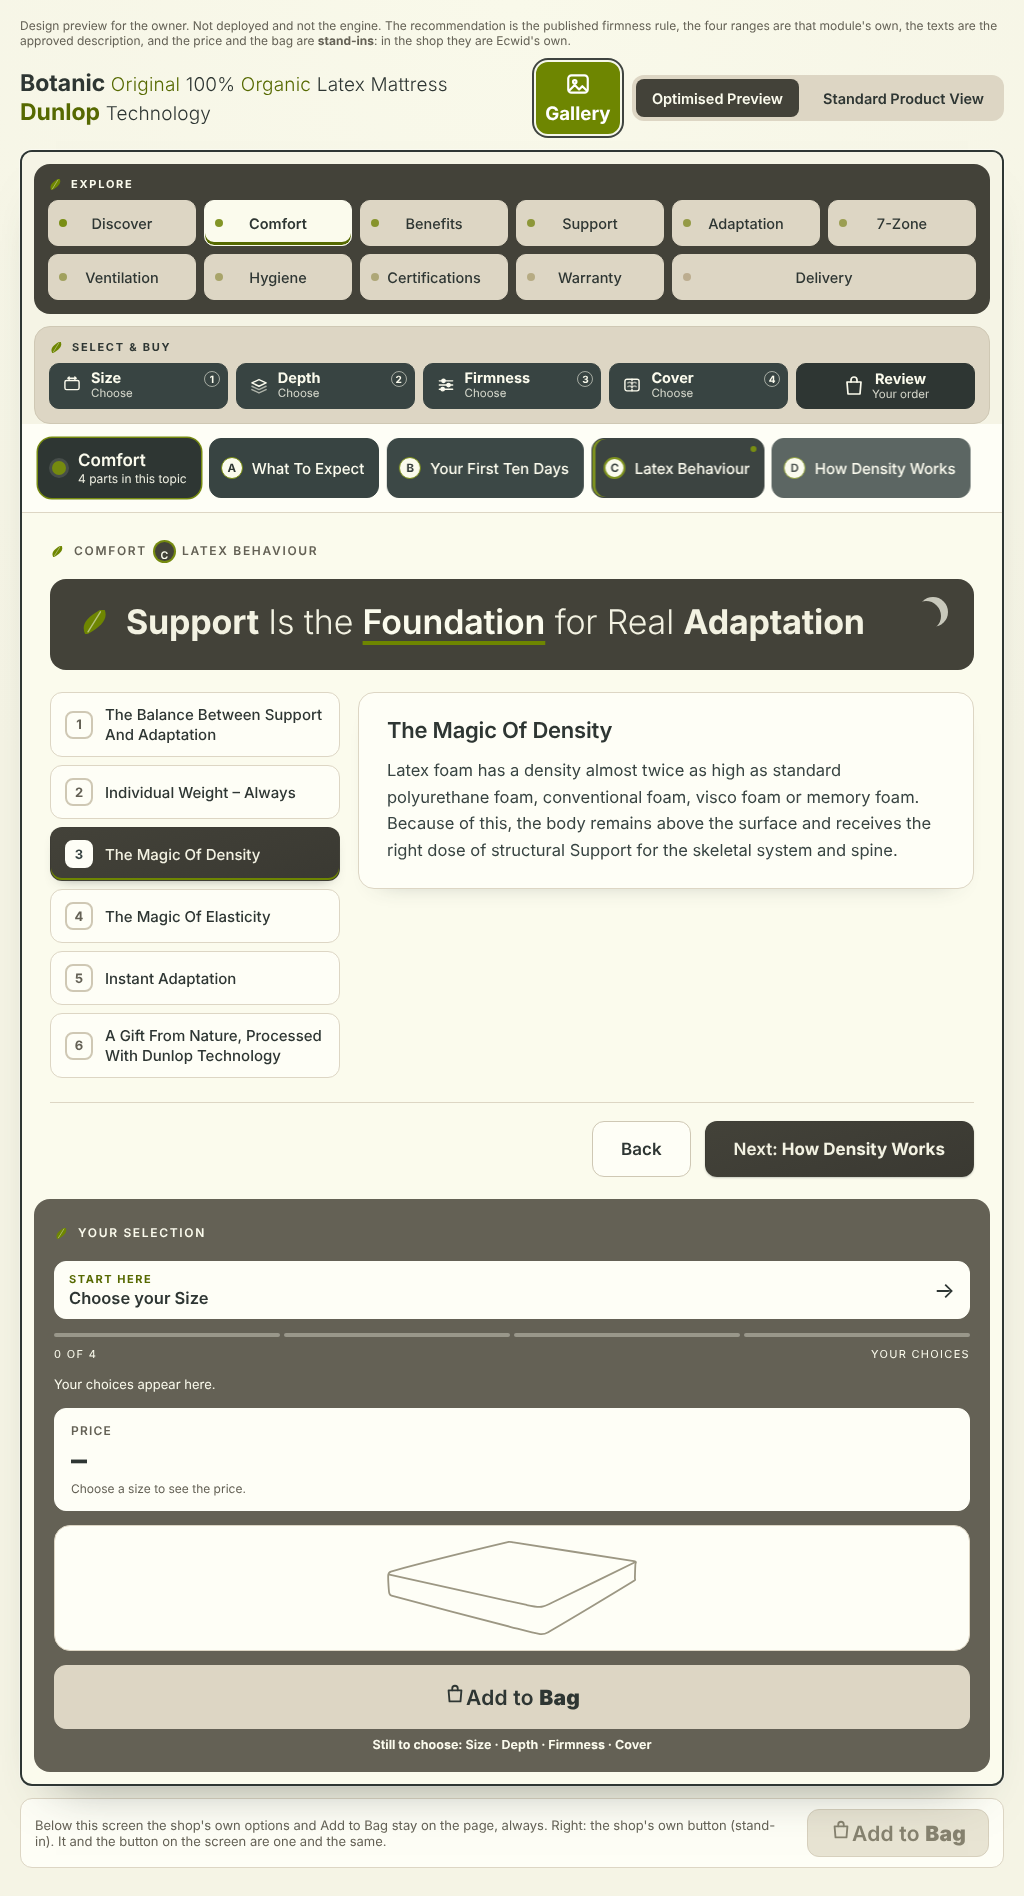 Design preview for the owner. Not deployed and not the engine. The recommendation is the published firmness rule, the four ranges are that module's own, the texts are the
approved description, and the price and the bag are stand-ins: in the shop they are Ecwid's own.
Botanic Original 100% Organic Latex Mattress
Dunlop Technology
Gallery
Optimised Preview
Standard Product View
EXPLORE
Discover
Comfort
Benefits
Support
Adaptation
7-Zone
Ventilation
Hygiene
Certifications
Warranty
Delivery
SELECT & BUY
Size
Choose
1
Depth
Choose
2
Firmness
Choose
3
Cover
Choose
4
Review
Your order
Comfort
4 parts in this topic
A What To Expect
B Your First Ten Days
C Latex Behaviour
D How Density Works
COMFORT C LATEX BEHAVIOUR
Support Is the Foundation for Real Adaptation
1 The Balance Between Support
And Adaptation
2 Individual Weight – Always
3 The Magic Of Density
4 The Magic Of Elasticity
5 Instant Adaptation
6 A Gift From Nature, Processed
With Dunlop Technology
The Magic Of Density
Latex foam has a density almost twice as high as standard
polyurethane foam, conventional foam, visco foam or memory foam.
Because of this, the body remains above the surface and receives the
right dose of structural Support for the skeletal system and spine.
Back
Next: How Density Works
YOUR SELECTION
START HERE
Choose your Size
0 OF 4
YOUR CHOICES
Your choices appear here.
PRICE
–
Choose a size to see the price.
Add to Bag
Still to choose: Size · Depth · Firmness · Cover
Below this screen the shop's own options and Add to Bag stay on the page, always. Right: the shop's own button (stand-
in). It and the button on the screen are one and the same.
Add to Bag